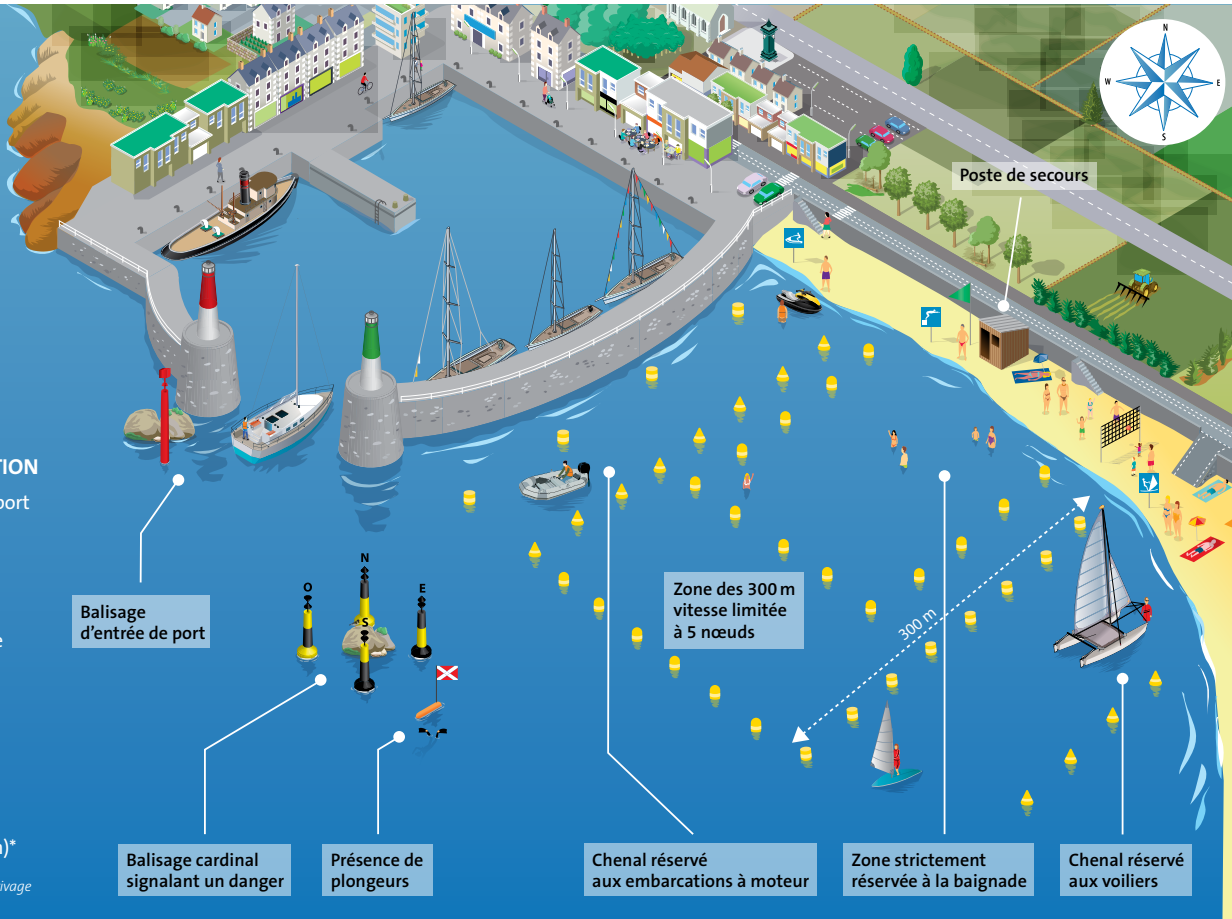 N
W
E
S
Poste de secours
TION
port
Balisage
d'entrée de port
O
N
E
S
Zone des 300 m
vitesse limitée
à 5 nœuds
300 m
e
)*
ivage
Balisage cardinal
signalant un danger
Présence de
plongeurs
Chenal réservé
aux embarcations à moteur
Zone strictement
réservée à la baignade
Chenal réservé
aux voiliers